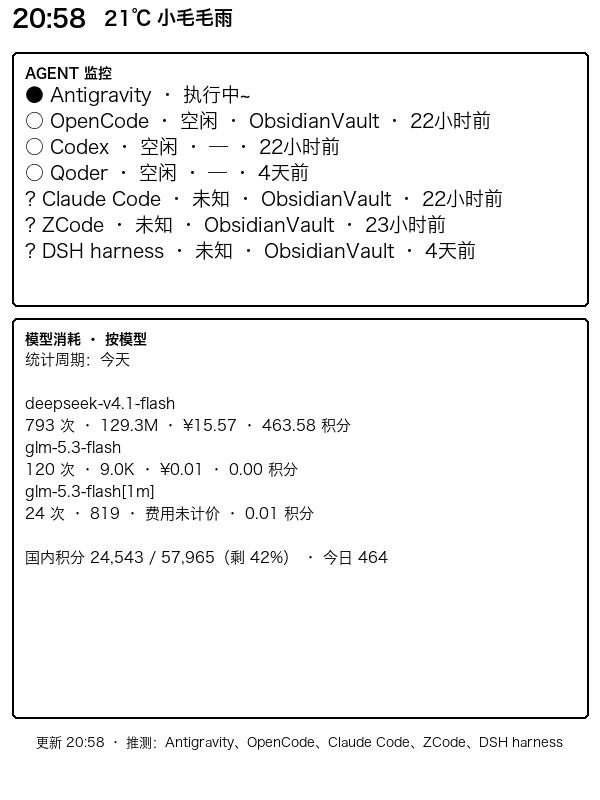 20:58 21℃ 小毛毛雨
AGENT 监控
● Antigravity · 执行中~
○ OpenCode · 空闲 · ObsidianVault · 22小时前
○ Codex · 空闲 · — · 22小时前
○ Qoder · 空闲 · — · 4天前
? Claude Code · 未知 · ObsidianVault · 22小时前
? ZCode · 未知 · ObsidianVault · 23小时前
? DSH harness · 未知 · ObsidianVault · 4天前
模型消耗 · 按模型
统计周期：今天
deepseek-v4.1-flash
793 次 · 129.3M · ¥15.57 · 463.58 积分
glm-5.3-flash
120 次 · 9.0K · ¥0.01 · 0.00 积分
glm-5.3-flash[1m]
24 次 · 819 · 费用未计价 · 0.01 积分
国内积分 24,543 / 57,965（剩 42%） · 今日 464
更新 20:58 · 推测：Antigravity、OpenCode、Claude Code、ZCode、DSH harness